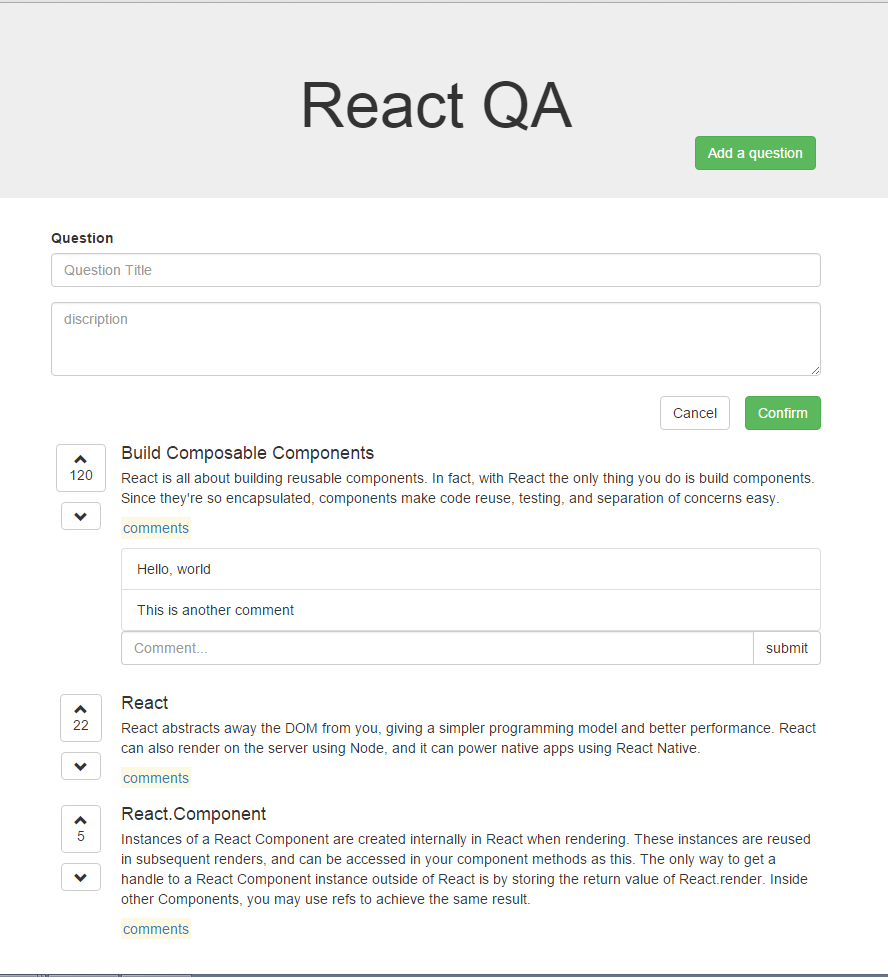 React QA
Add a question
Question
Question Title
discription
Cancel
Confirm
120
Build Composable Components
React is all about building reusable components. In fact, with React the only thing you do is build components.
Since they're so encapsulated, components make code reuse, testing, and separation of concerns easy.
comments
Hello, world
This is another comment
Comment...
submit
22
React
React abstracts away the DOM from you, giving a simpler programming model and better performance. React
can also render on the server using Node, and it can power native apps using React Native.
comments
5
React.Component
Instances of a React Component are created internally in React when rendering. These instances are reused
in subsequent renders, and can be accessed in your component methods as this. The only way to get a
handle to a React Component instance outside of React is by storing the return value of React.render. Inside
other Components, you may use refs to achieve the same result.
comments